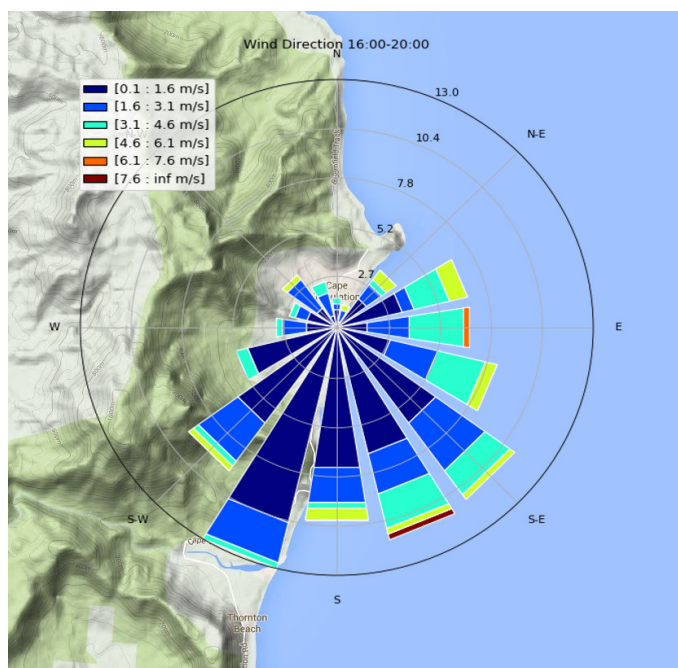 Wind Direction 16:00-20:00
N
[0.1 : 1.6 m/s]
[1.6 : 3.1 m/s]
[3.1 : 4.6 m/s]
[4.6 : 6.1 m/s]
[6.1 : 7.6 m/s]
[7.6 : inf m/s]
13.0
10.4
N-E
7.8
5.2
2.7
Cape
W
E
S-W
S-E
Cape
S
Thornton
Beach